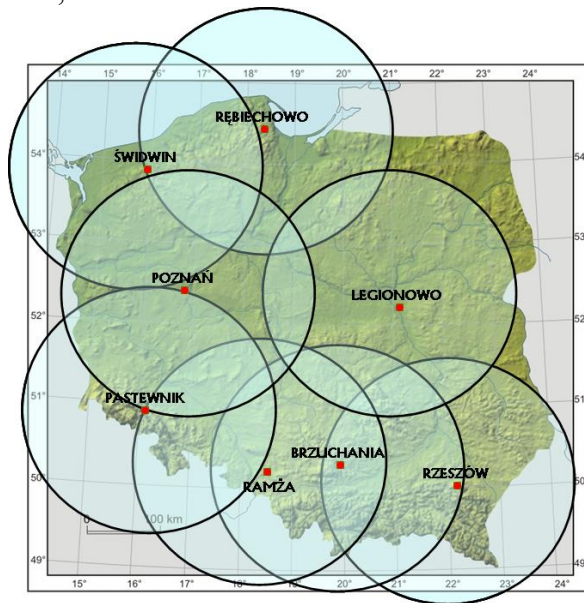 14° 15° 16° 17° 18° 19° 20° 21° 22° 23° 24°
RĘBIECHOWO
54° 54°
ŚWIDWIN
53° 53°
POZNAŃ
LEGIONOWO
52° 52°
PASTEWNIK
51° 51°
BRZUCHANIA
RAMŻA
RZESZÓW
50° 50°
0 100 km
49° 49°
15° 16° 17° 18° 19° 20° 21° 22° 23°